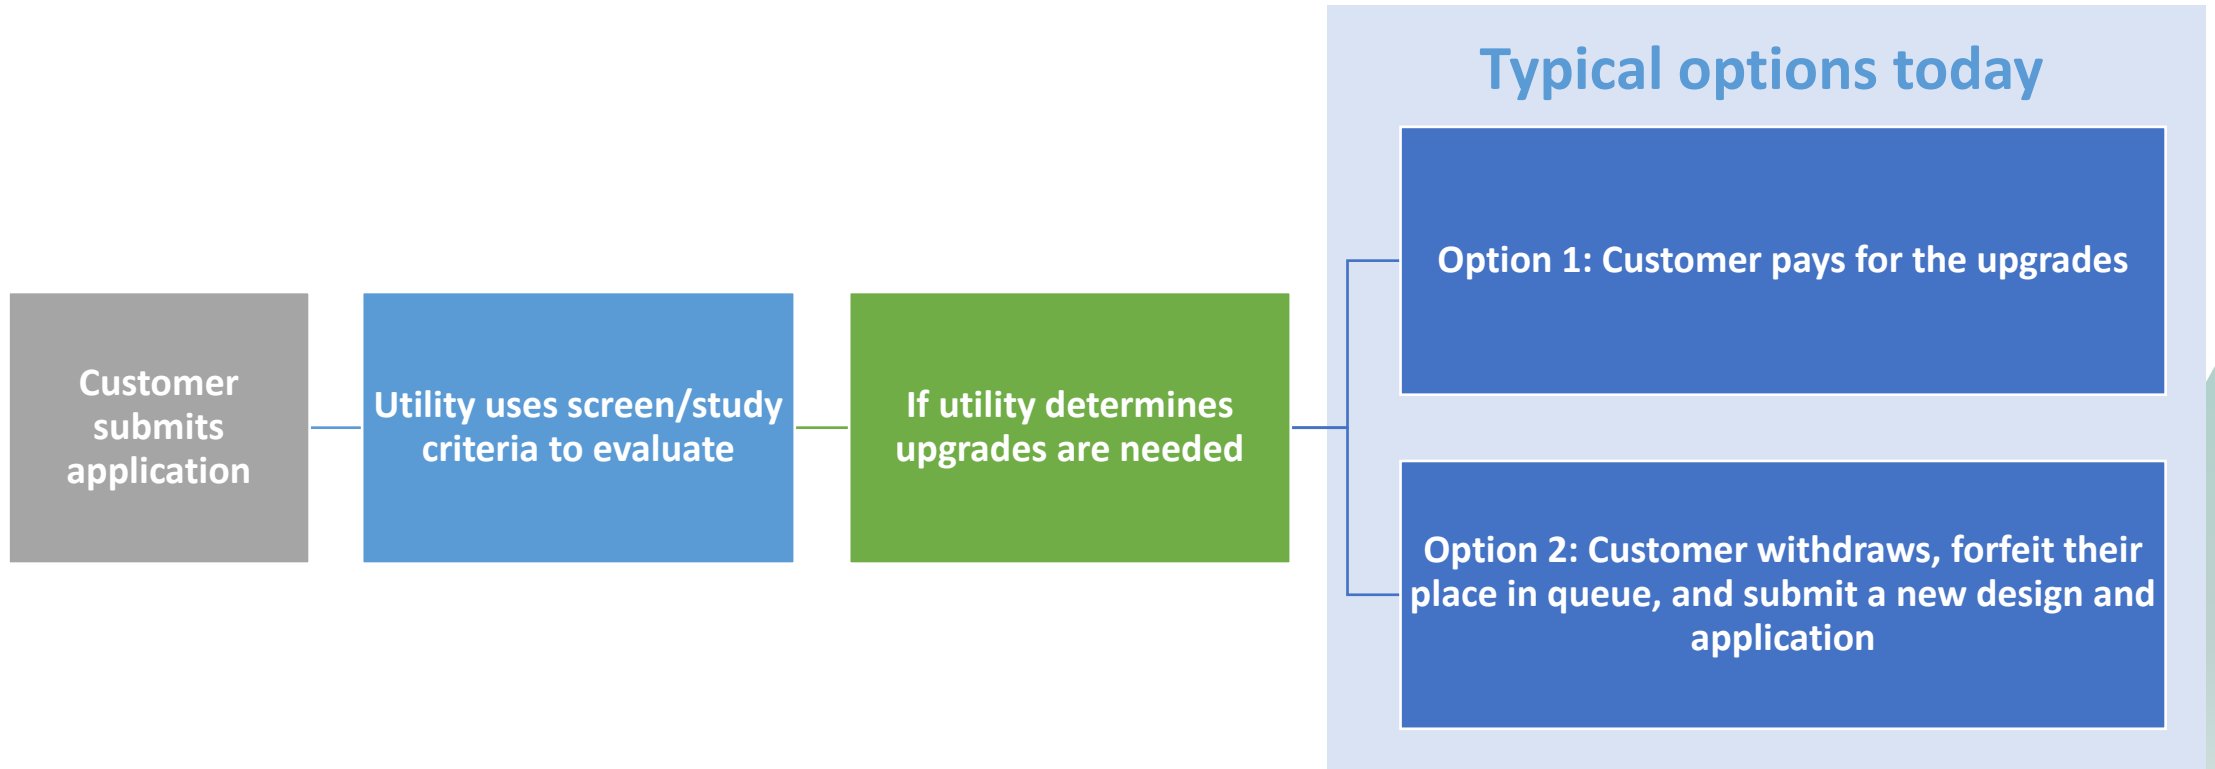 Typical options today
Customer
submits
application
Utility uses screen/study
criteria to evaluate
If utility determines
upgrades are needed
Option 1: Customer pays for the upgrades
Option 2: Customer withdraws, forfeit their
place in queue, and submit a new design and
application